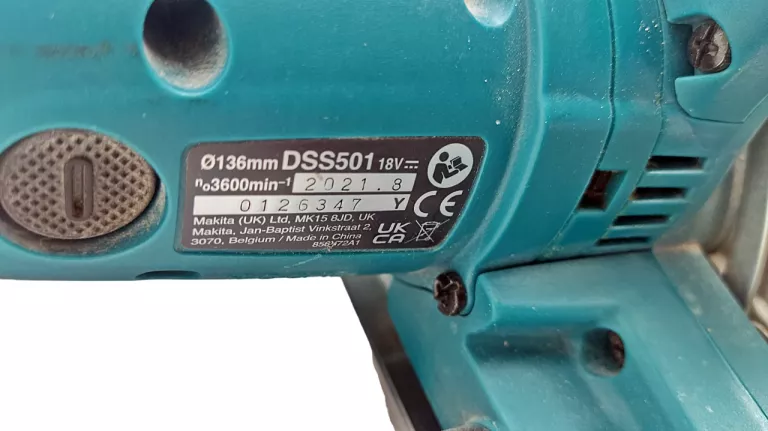 Ø136mm DSS501 18V⎓
n₀3600min⁻¹ 2021.8
0126347 Y
CE
Makita (UK) Ltd, MK15 8JD, UK
Makita, Jan-Baptist Vinkstraat 2,
3070, Belgium / Made in China
UK
CA